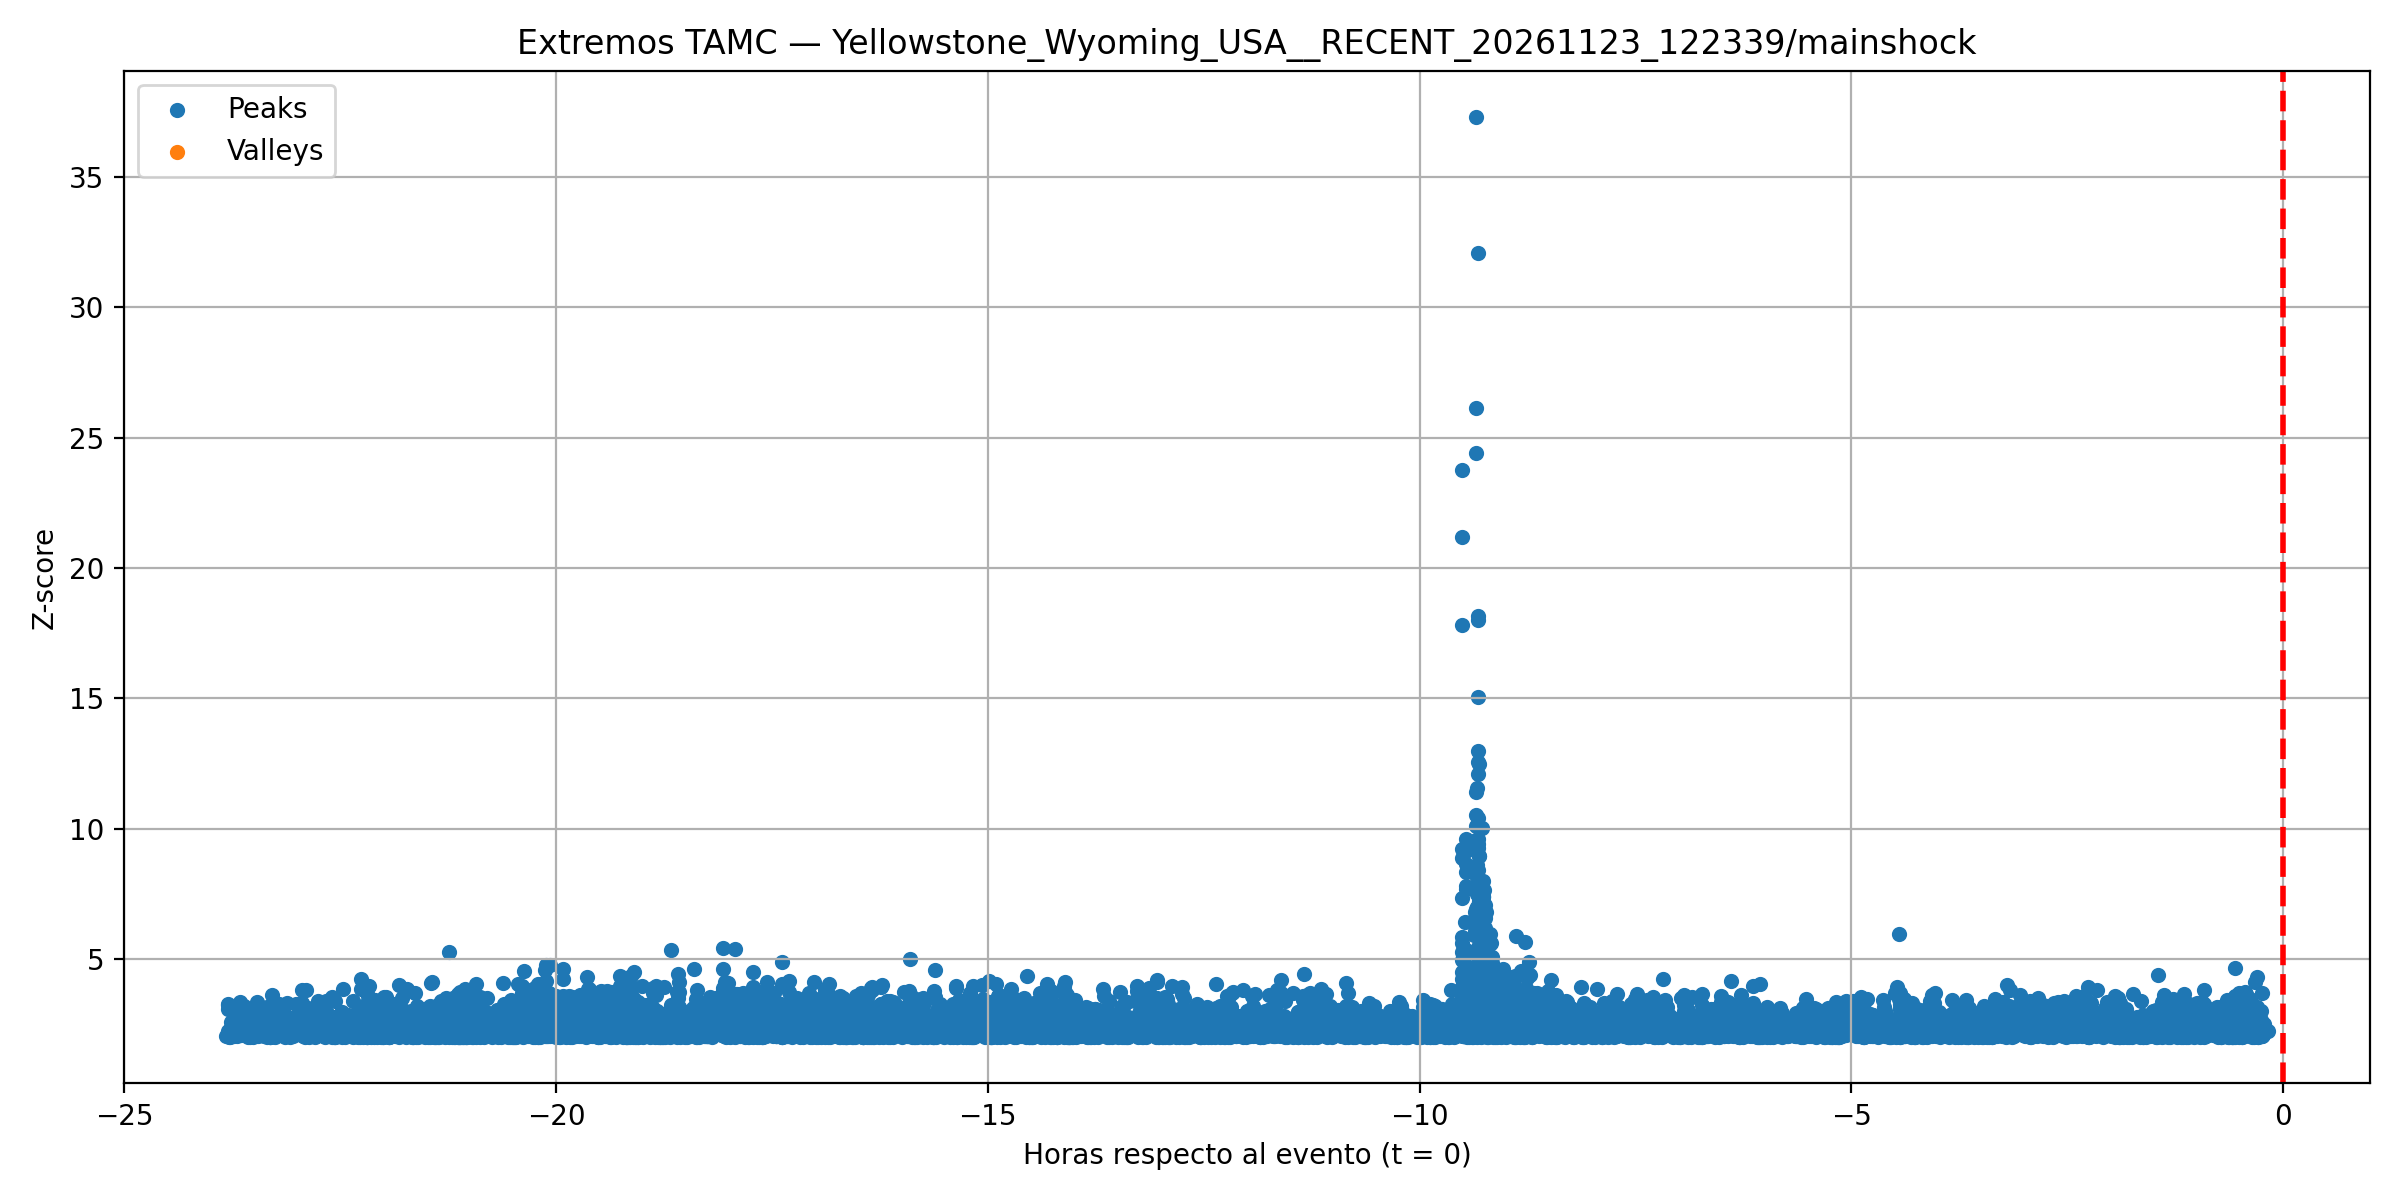 Extremos TAMC — Yellowstone_Wyoming_USA__RECENT_20261123_122339/mainshock
Peaks
Valleys
35
30
25
20
15
10
5
Z-score
−25 −20 −15 −10 −5 0
Horas respecto al evento (t = 0)